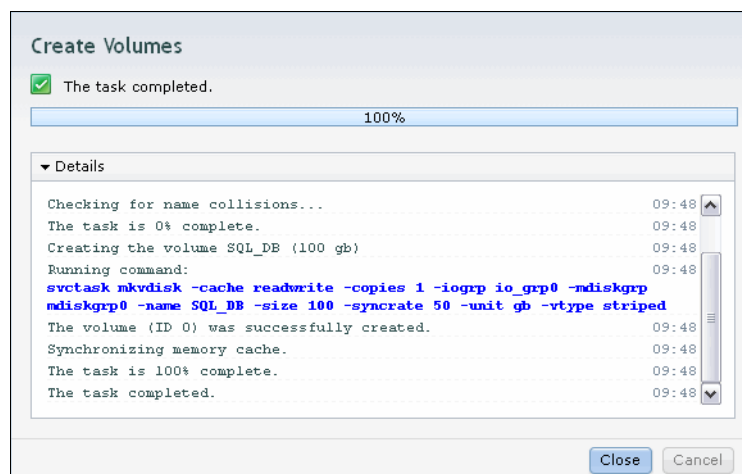 Create Volumes
The task completed.
100%
Details
Checking for name collisions... 09:48
The task is 0% complete. 09:48
Creating the volume SQL_DB (100 gb) 09:48
Running command: 09:48
svctask mkvdisk -cache readwrite -copies 1 -iogrp io_grp0 -mdiskgrp
mdiskgrp0 -name SQL_DB -size 100 -syncrate 50 -unit gb -vtype striped
The volume (ID 0) was successfully created. 09:48
Synchronizing memory cache. 09:48
The task is 100% complete. 09:48
The task completed. 09:48
Close Cancel